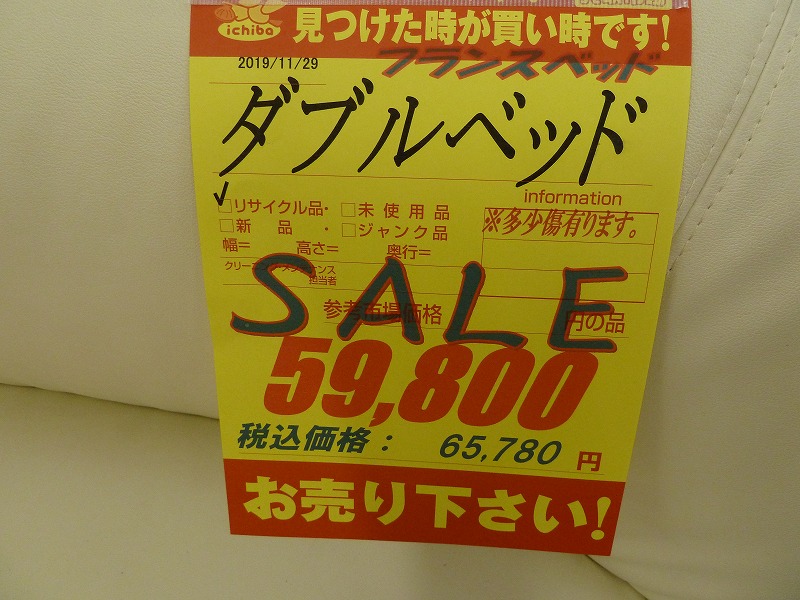 ichiba
見つけた時が買い時です!
2019/11/29
フランスベッド
ダブルベッド
✓
□リサイクル品・ □未使用品
□新品・ □ジャンク品
幅= 高さ= 奥行=
information
※多少傷有ります。
担当者
SALE
参考市場価格 円の品
59,800
税込価格: 65,780 円
お売り下さい!